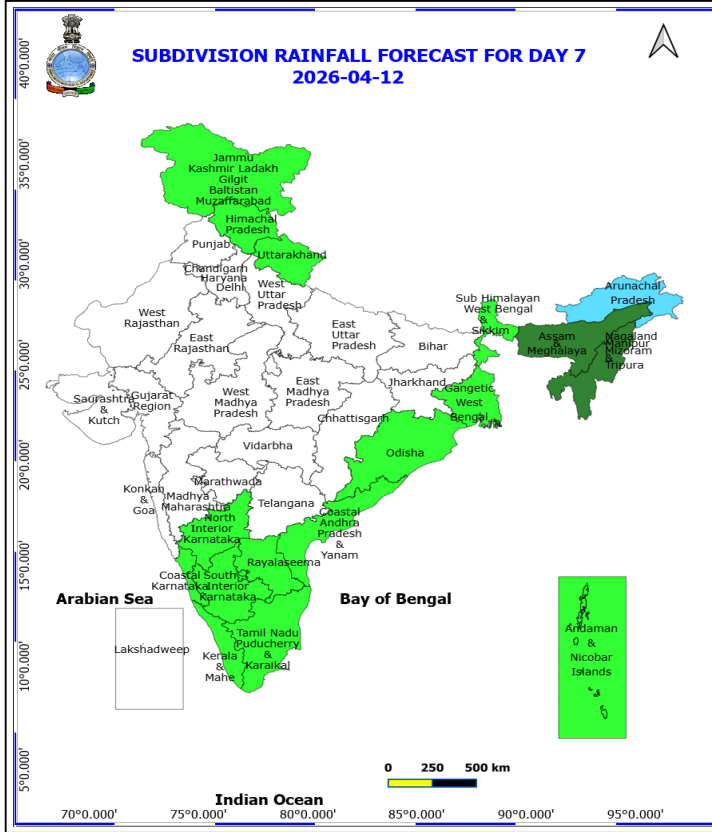 SUBDIVISION RAINFALL FORECAST FOR DAY 7
2026-04-12
40°0.000'
35°0.000'
30°0.000'
25°0.000'
20°0.000'
15°0.000'
10°0.000'
5°0.000'
Jammu
Kashmir Ladakh
Gilgit
Baltistan
Muzaffarabad
Himachal
Pradesh
Punjab
Uttarakhand
Chandigarh
Haryana
Delhi
West
Uttar
Pradesh
Arunachal
Pradesh
Sub Himalayan
West Bengal
&
Sikkim
West
Rajasthan
East
Rajasthan
East
Uttar
Pradesh
Bihar
Assam
&
Meghalaya
Nagaland
Manipur
Mizoram
&
Tripura
Saurashtra
&
Kutch
Gujarat
Region
West
Madhya
Pradesh
East
Madhya
Pradesh
Jharkhand
Gangetic
West
Bengal
Chhattisgarh
Vidarbha
Odisha
Konkan
&
Goa
Madhya
Maharashtra
Marathwada
Telangana
North
Interior
Karnataka
Coastal
Andhra
Pradesh
&
Yanam
Rayalaseema
Coastal
Karnataka
South
Interior
Karnataka
Arabian Sea
Bay of Bengal
Lakshadweep
Kerala
&
Mahe
Tamil Nadu
Puducherry
&
Karaikal
Andaman
&
Nicobar
Islands
0 250 500 km
Indian Ocean
70°0.000' 75°0.000' 80°0.000' 85°0.000' 90°0.000' 95°0.000'